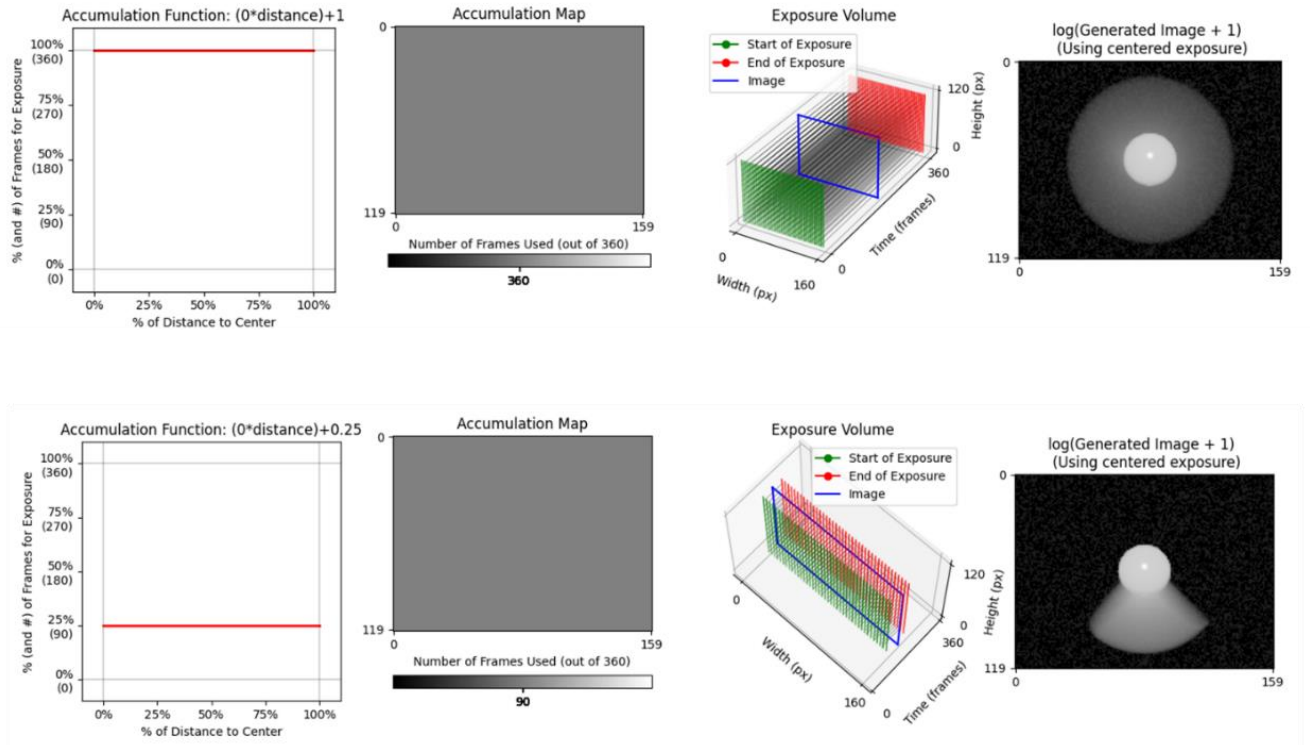 Accumulation Function: (0*distance)+1
% (and #) of Frames for Exposure
100%
(360)
75%
(270)
50%
(180)
25%
(90)
0%
(0)
0% 25% 50% 75% 100%
% of Distance to Center
Accumulation Map
0
119
0 159
Number of Frames Used (out of 360)
360
Exposure Volume
Start of Exposure
End of Exposure
Image
120
0
Height (px)
360
0
Time (frames)
0
160
Width (px)
log(Generated Image + 1)
(Using centered exposure)
0
119
0 159
Accumulation Function: (0*distance)+0.25
% (and #) of Frames for Exposure
100%
(360)
75%
(270)
50%
(180)
25%
(90)
0%
(0)
0% 25% 50% 75% 100%
% of Distance to Center
Accumulation Map
0
119
0 159
Number of Frames Used (out of 360)
90
Exposure Volume
Start of Exposure
End of Exposure
Image
120
0
Height (px)
360
0
Time (frames)
0
160
Width (px)
log(Generated Image + 1)
(Using centered exposure)
0
119
0 159